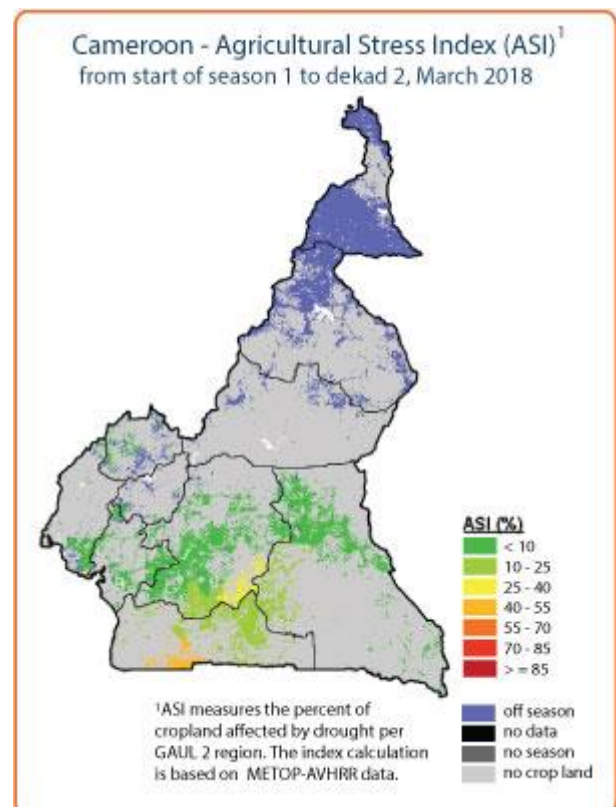 Cameroon - Agricultural Stress Index (ASI)¹
from start of season 1 to dekad 2, March 2018
ASI (%)
< 10
10 - 25
25 - 40
40 - 55
55 - 70
70 - 85
> = 85
¹ASI measures the percent of
cropland affected by drought per
GAUL 2 region. The index calculation
is based on METOP-AVHRR data.
off season
no data
no season
no crop land